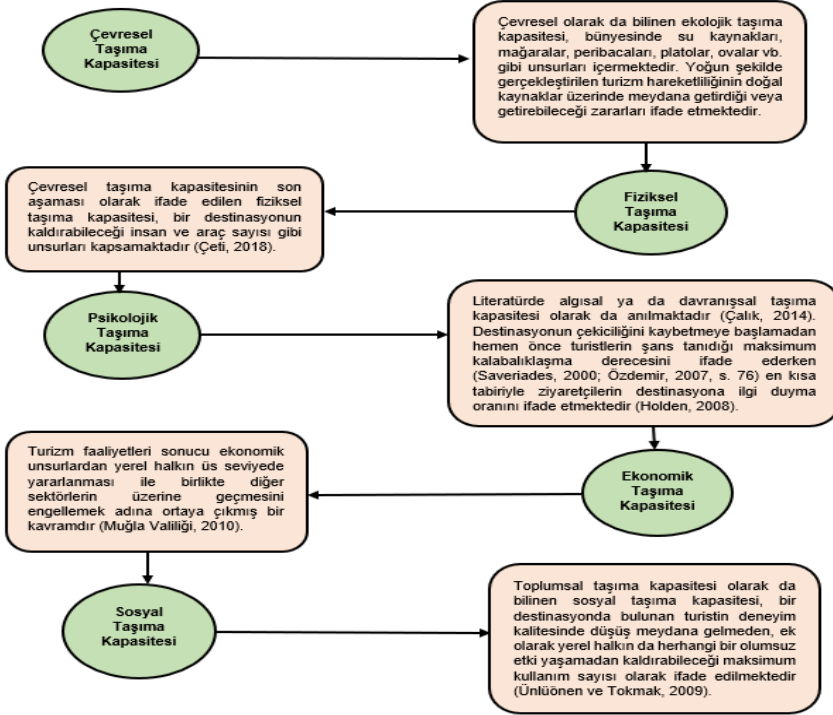 Çevresel
Taşıma
Kapasitesi
Çevresel olarak da bilinen ekolojik taşıma
kapasitesi, bünyesinde su kaynakları,
mağaralar, peribacaları, platolar, ovalar vb.
gibi unsurları içermektedir. Yoğun şekilde
gerçekleştirilen turizm hareketliliğinin doğal
kaynaklar üzerinde meydana getirdiği veya
getirebileceği zararları ifade etmektedir.
Fiziksel
Taşıma
Kapasitesi
Çevresel taşıma kapasitesinin son
aşaması olarak ifade edilen fiziksel
taşıma kapasitesi, bir destinasyonun
kaldırabileceği insan ve araç sayısı gibi
unsurları kapsamaktadır (Çeti, 2018).
Psikolojik
Taşıma
Kapasitesi
Literatürde algısal ya da davranışsal taşıma
kapasitesi olarak da anılmaktadır (Çalık, 2014).
Destinasyonun çekiciliğini kaybetmeye başlamadan
hemen önce turistlerin şans tanıdığı maksimum
kalabalıklaşma derecesini ifade ederken
(Saveriades, 2000; Özdemir, 2007, s. 76) en kısa
tabiriyle ziyaretçilerin destinasyona ilgi duyma
oranını ifade etmektedir (Holden, 2008).
Ekonomik
Taşıma
Kapasitesi
Turizm faaliyetleri sonucu ekonomik
unsurlardan yerel halkın üs seviyede
yararlanması ile birlikte diğer
sektörlerin üzerine geçmesini
engellemek adına ortaya çıkmış bir
kavramdır (Muğla Valiliği, 2010).
Sosyal
Taşıma
Kapasitesi
Toplumsal taşıma kapasitesi olarak da
bilinen sosyal taşıma kapasitesi, bir
destinasyonda bulunan turistin deneyim
kalitesinde düşüş meydana gelmeden, ek
olarak yerel halkın da herhangi bir olumsuz
etki yaşamadan kaldırabileceği maksimum
kullanım sayısı olarak ifade edilmektedir
(Ünlüönen ve Tokmak, 2009).